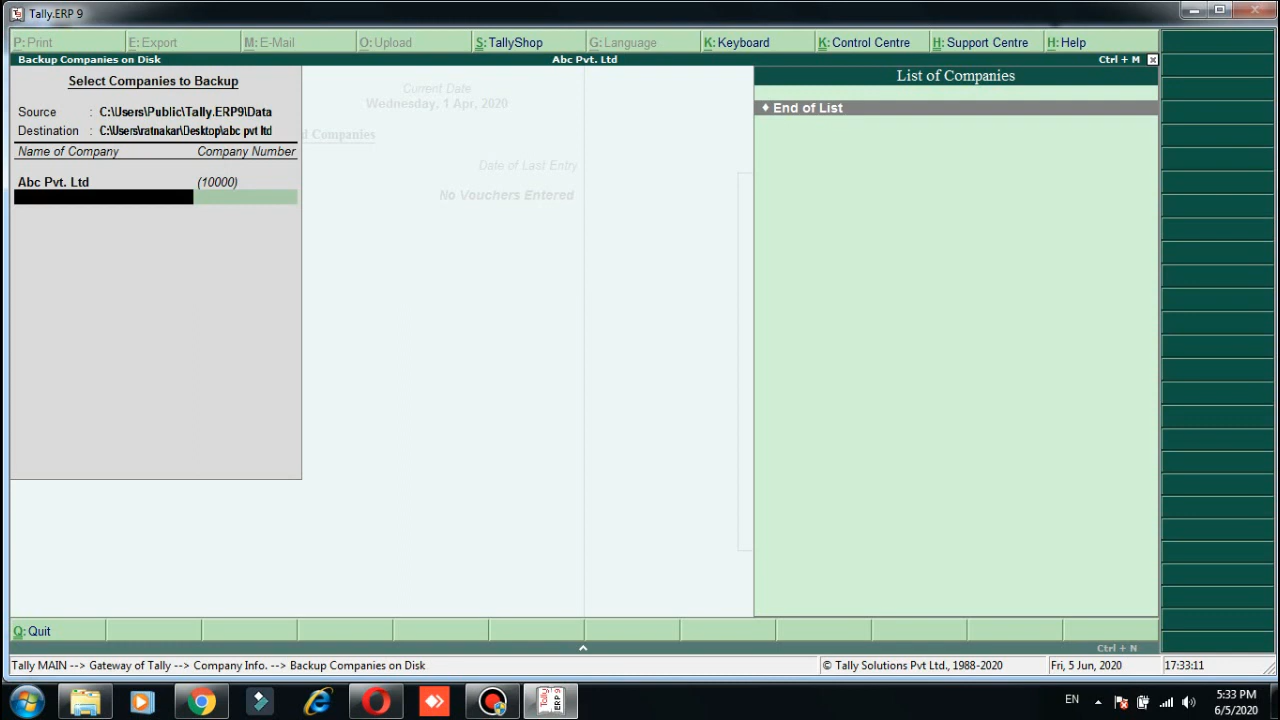 Tally.ERP 9
P: Print E: Export M: E-Mail O: Upload S: TallyShop G: Language K: Keyboard K: Control Centre H: Support Centre H: Help
Backup Companies on Disk Abc Pvt. Ltd Ctrl + M
Select Companies to Backup
Source : C:\Users\Public\Tally.ERP9\Data
Destination : C:\Users\ratnakar\Desktop\abc pvt ltd
Name of Company Company Number
Abc Pvt. Ltd (10000)
Current Date
Wednesday, 1 Apr, 2020
d Companies
Date of Last Entry
No Vouchers Entered
List of Companies
♦ End of List
Q: Quit
Ctrl + N
Tally MAIN --> Gateway of Tally --> Company Info. --> Backup Companies on Disk © Tally Solutions Pvt Ltd., 1988-2020 Fri, 5 Jun, 2020 17:33:11
Tally ERP 9
EN
5:33 PM
6/5/2020